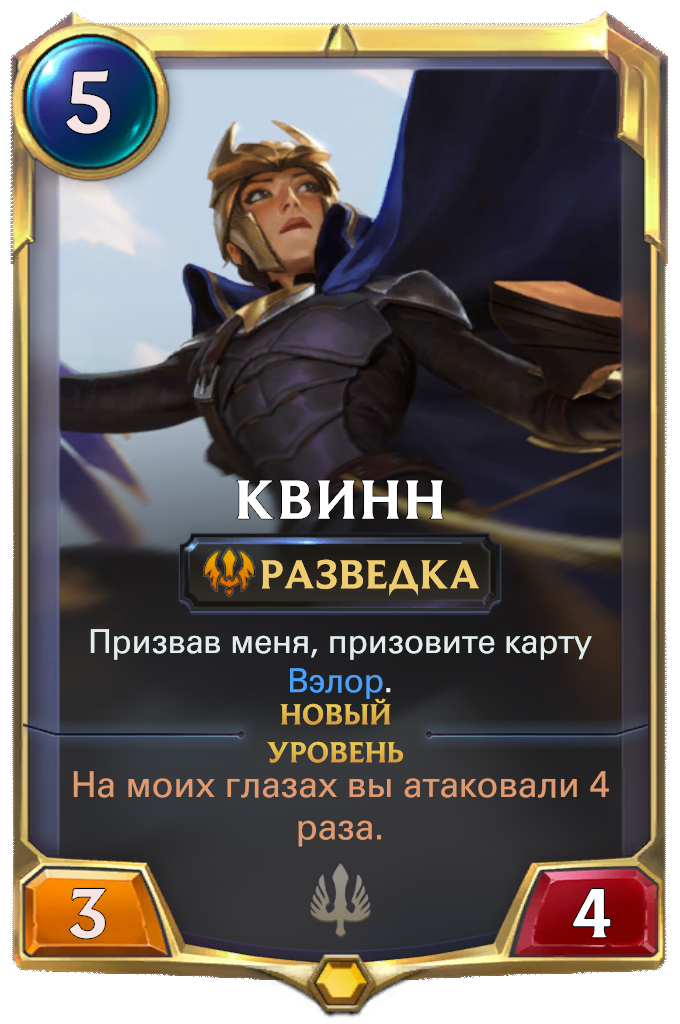 5
КВИНН
РАЗВЕДКА
Призвав меня, призовите карту
Вэлор.
НОВЫЙ
УРОВЕНЬ
На моих глазах вы атаковали 4
раза.
3
4